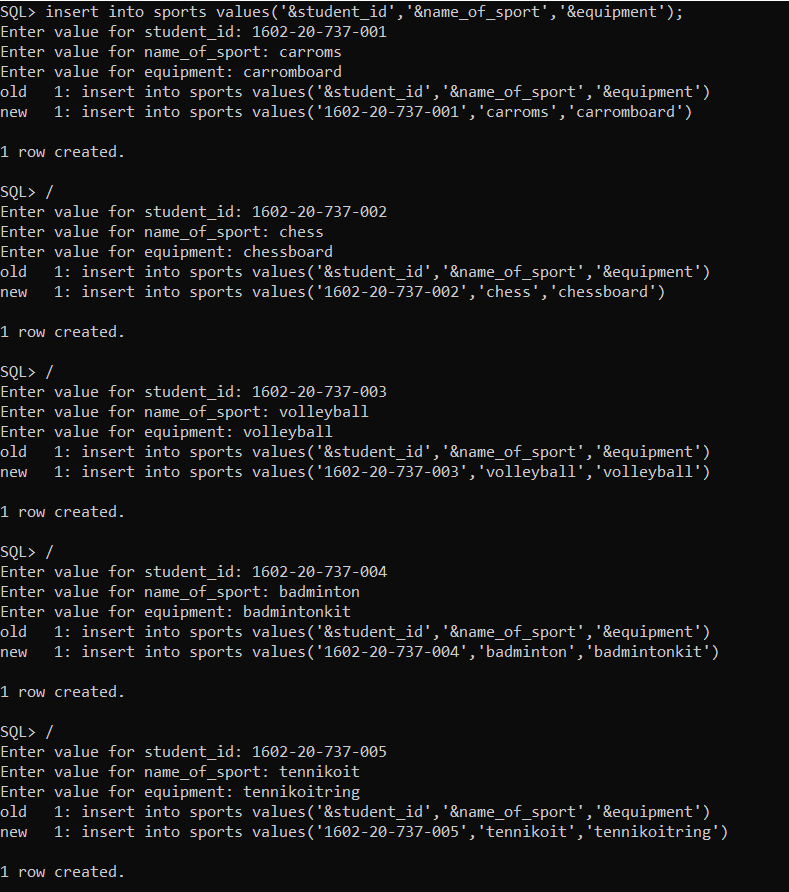 SQL> insert into sports values('&student_id','&name_of_sport','&equipment');
Enter value for student_id: 1602-20-737-001
Enter value for name_of_sport: carroms
Enter value for equipment: carromboard
old   1: insert into sports values('&student_id','&name_of_sport','&equipment')
new   1: insert into sports values('1602-20-737-001','carroms','carromboard')
1 row created.
SQL> /
Enter value for student_id: 1602-20-737-002
Enter value for name_of_sport: chess
Enter value for equipment: chessboard
old   1: insert into sports values('&student_id','&name_of_sport','&equipment')
new   1: insert into sports values('1602-20-737-002','chess','chessboard')
1 row created.
SQL> /
Enter value for student_id: 1602-20-737-003
Enter value for name_of_sport: volleyball
Enter value for equipment: volleyball
old   1: insert into sports values('&student_id','&name_of_sport','&equipment')
new   1: insert into sports values('1602-20-737-003','volleyball','volleyball')
1 row created.
SQL> /
Enter value for student_id: 1602-20-737-004
Enter value for name_of_sport: badminton
Enter value for equipment: badmintonkit
old   1: insert into sports values('&student_id','&name_of_sport','&equipment')
new   1: insert into sports values('1602-20-737-004','badminton','badmintonkit')
1 row created.
SQL> /
Enter value for student_id: 1602-20-737-005
Enter value for name_of_sport: tennikoit
Enter value for equipment: tennikoitring
old   1: insert into sports values('&student_id','&name_of_sport','&equipment')
new   1: insert into sports values('1602-20-737-005','tennikoit','tennikoitring')
1 row created.